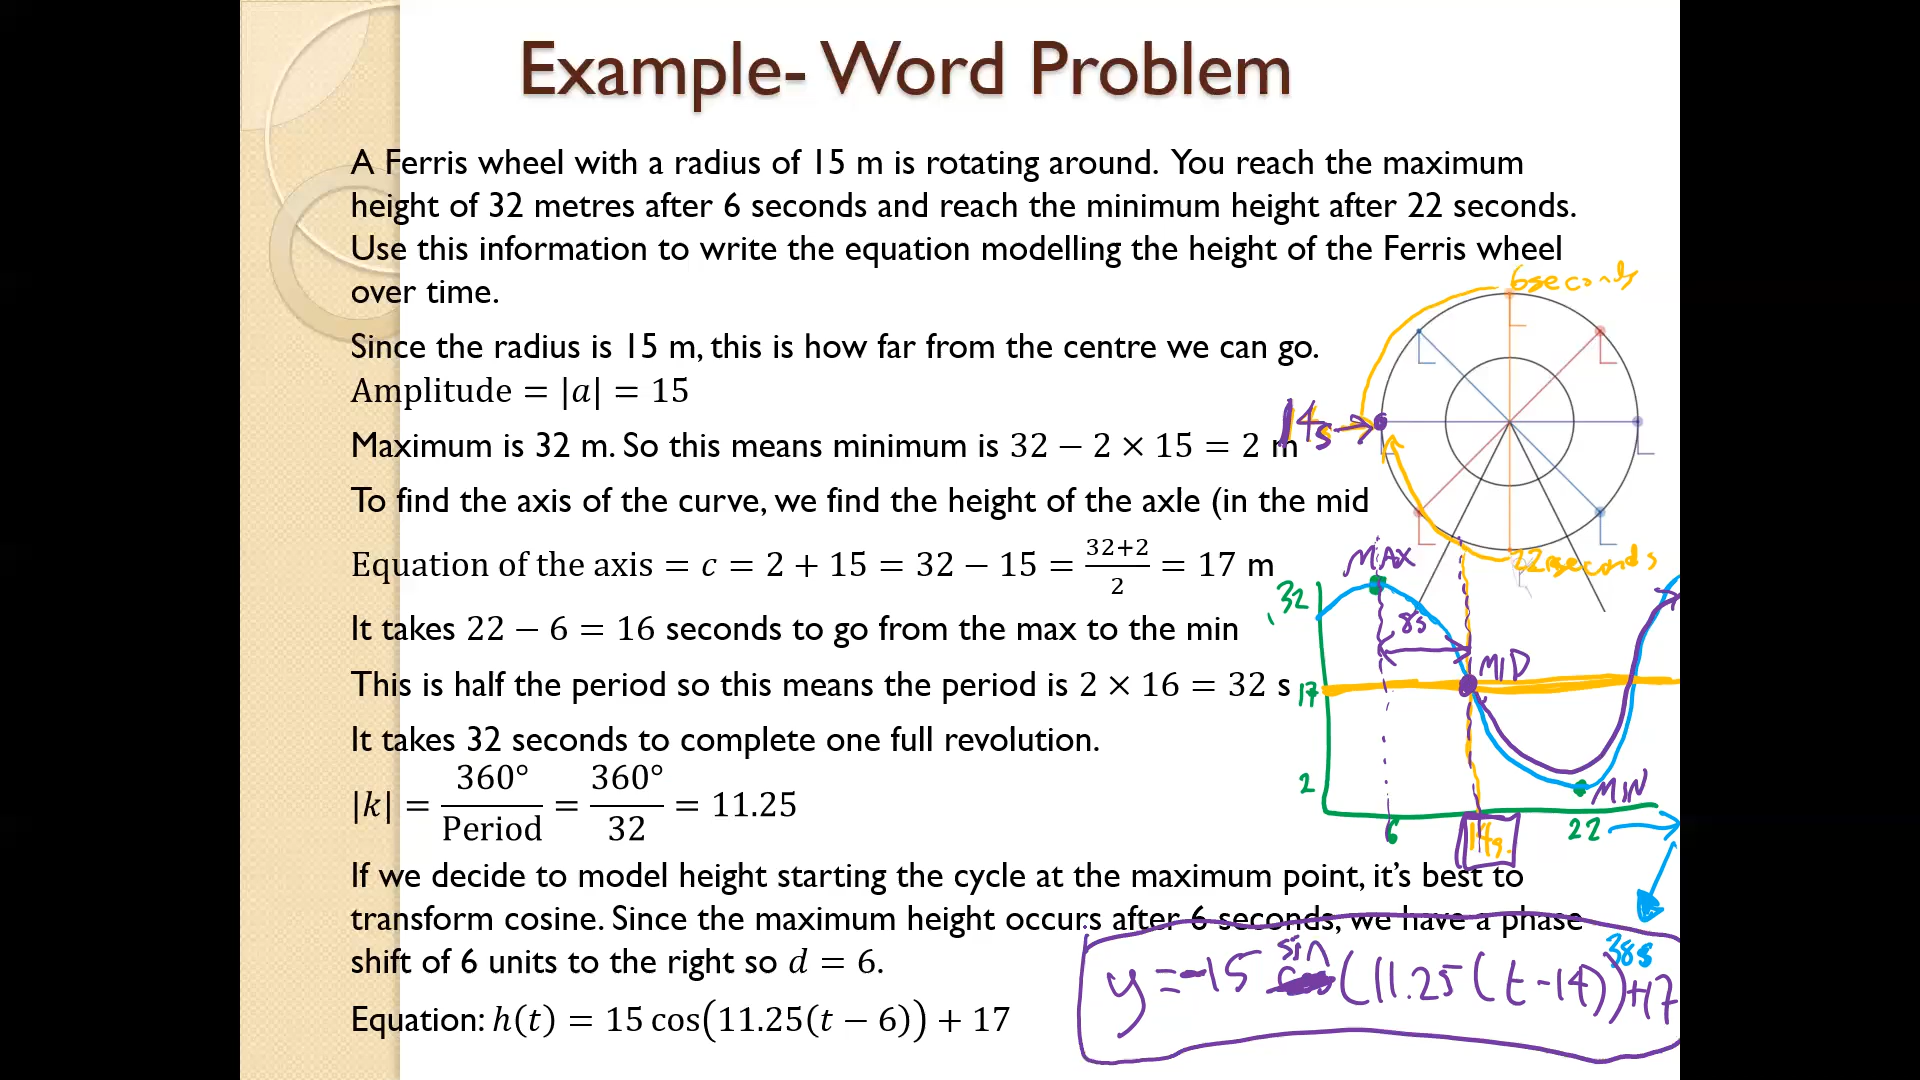 Example- Word Problem
A Ferris wheel with a radius of 15 m is rotating around. You reach the maximum
height of 32 metres after 6 seconds and reach the minimum height after 22 seconds.
Use this information to write the equation modelling the height of the Ferris wheel
over time.
6seconds
Since the radius is 15 m, this is how far from the centre we can go.
Amplitude = |a| = 15
14s
Maximum is 32 m. So this means minimum is 32 − 2 × 15 = 2 m
To find the axis of the curve, we find the height of the axle (in the mid
Equation of the axis = c = 2 + 15 = 32 − 15 = \frac{32+2}{2} = 17 m
22seconds
MAX
32
It takes 22 − 6 = 16 seconds to go from the max to the min
8s
MID
This is half the period so this means the period is 2 × 16 = 32 s
17
It takes 32 seconds to complete one full revolution.
|k| = \frac{360°}{Period} = \frac{360°}{32} = 11.25
2
MIN
6
14s.
22
If we decide to model height starting the cycle at the maximum point, it's best to
transform cosine. Since the maximum height occurs after 6 seconds, we have a phase
shift of 6 units to the right so d = 6.
38s
y = -15 sin (11.25(t-14))+17
Equation: h(t) = 15 cos(11.25(t − 6)) + 17